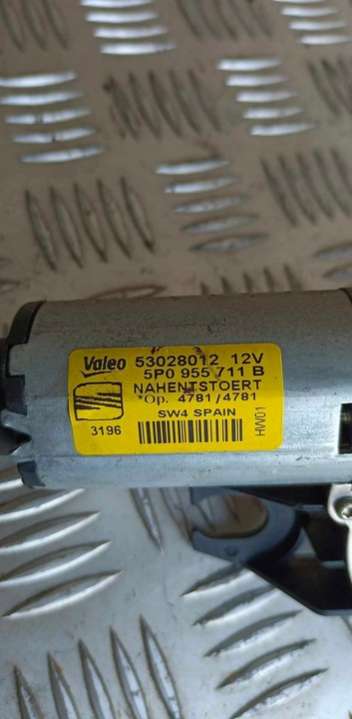 Valeo 53028012 12V
5P0 955 711 B
NAHENTSTOERT
*Op. 4781/4781
3196 SW4 SPAIN
HW01